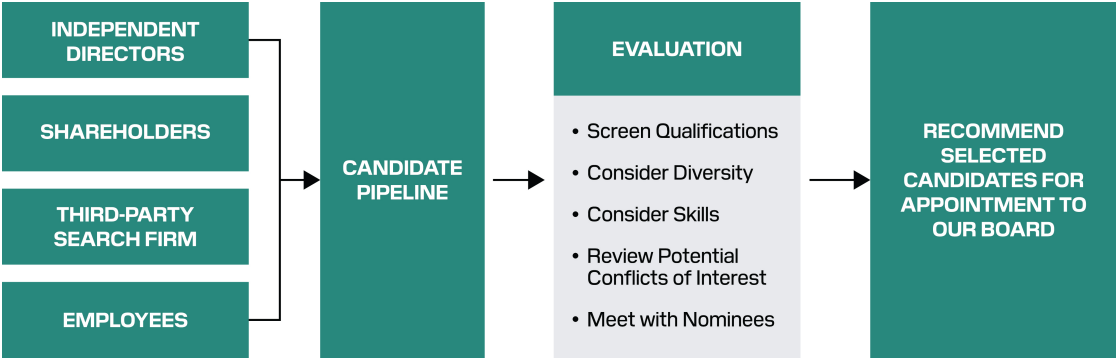 INDEPENDENT
DIRECTORS
SHAREHOLDERS
THIRD-PARTY
SEARCH FIRM
EMPLOYEES
CANDIDATE
PIPELINE
EVALUATION
• Screen Qualifications
• Consider Diversity
• Consider Skills
• Review Potential
Conflicts of Interest
• Meet with Nominees
RECOMMEND
SELECTED
CANDIDATES FOR
APPOINTMENT TO
OUR BOARD